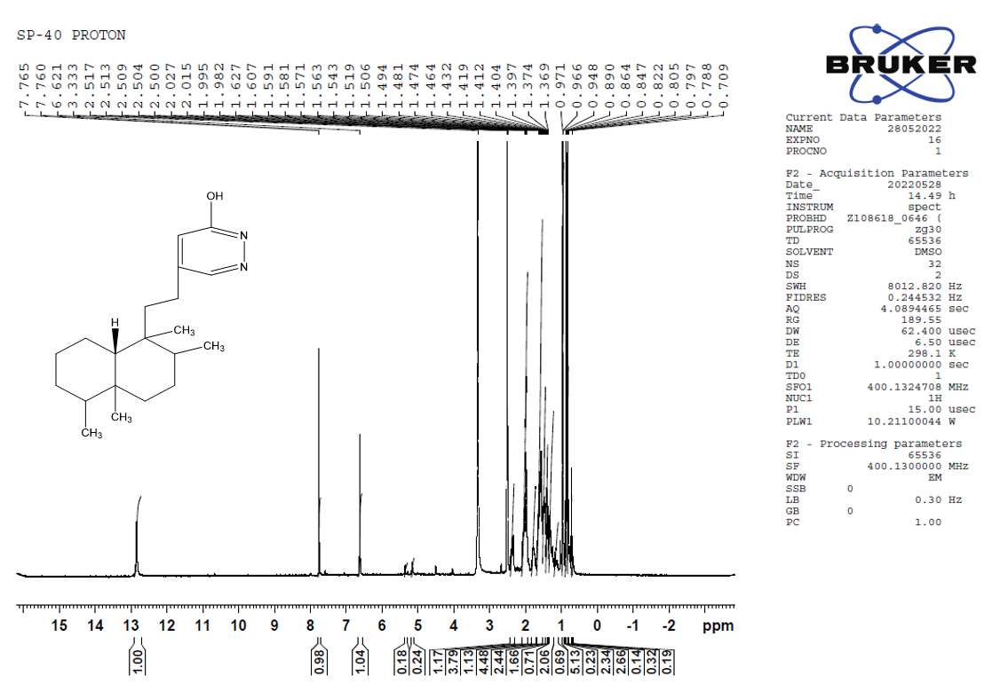 SP-40 PROTON
7.765
7.760
6.621
3.333
2.517
2.513
2.509
2.504
2.500
2.027
2.015
1.995
1.982
1.627
1.607
1.591
1.581
1.571
1.563
1.543
1.519
1.506
1.494
1.481
1.474
1.464
1.432
1.419
1.412
1.404
1.397
1.374
1.369
0.971
0.966
0.948
0.890
0.864
0.847
0.822
0.805
0.797
0.788
0.709
OH
N
N
H
CH3
CH3
CH3
CH3
15 14 13 12 11 10 9 8 7 6 5 4 3 2 1 0 -1 -2 ppm
1.00
0.98
1.04
0.18
0.24
1.17
3.79
1.13
4.48
2.44
1.66
0.71
2.06
0.69
5.13
0.23
2.34
2.66
0.14
0.32
0.19
BRUKER
Current Data Parameters
NAME 28052022
EXPNO 16
PROCNO 1
F2 - Acquisition Parameters
Date_ 20220528
Time 14.49 h
INSTRUM spect
PROBHD Z108618_0646 (
PULPROG zg30
TD 65536
SOLVENT DMSO
NS 32
DS 2
SWH 8012.820 Hz
FIDRES 0.244532 Hz
AQ 4.0894465 sec
RG 189.55
DW 62.400 usec
DE 6.50 usec
TE 298.1 K
D1 1.00000000 sec
TD0 1
SFO1 400.1324708 MHz
NUC1 1H
P1 15.00 usec
PLW1 10.21100044 W
F2 - Processing parameters
SI 65536
SF 400.1300000 MHz
WDW EM
SSB 0
LB 0.30 Hz
GB 0
PC 1.00